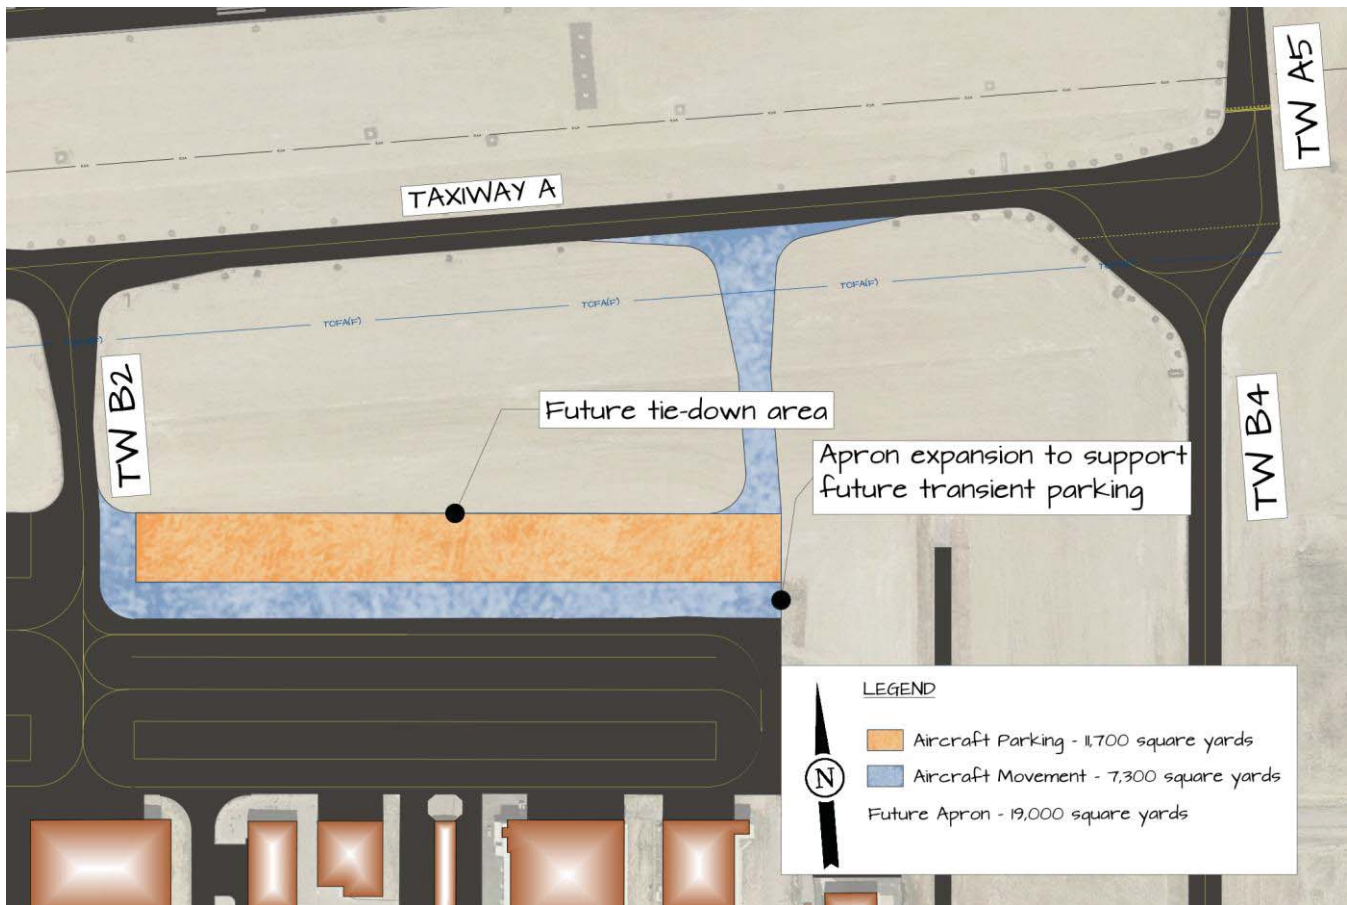 TW A5
TAXIWAY A
TOFA(F)
TOFA(F)
TOFA(F)
TW B2
Future tie-down area
TW B4
Apron expansion to support
future transient parking
LEGEND
N
Aircraft Parking - 11,700 square yards
Aircraft Movement - 7,300 square yards
Future Apron - 19,000 square yards